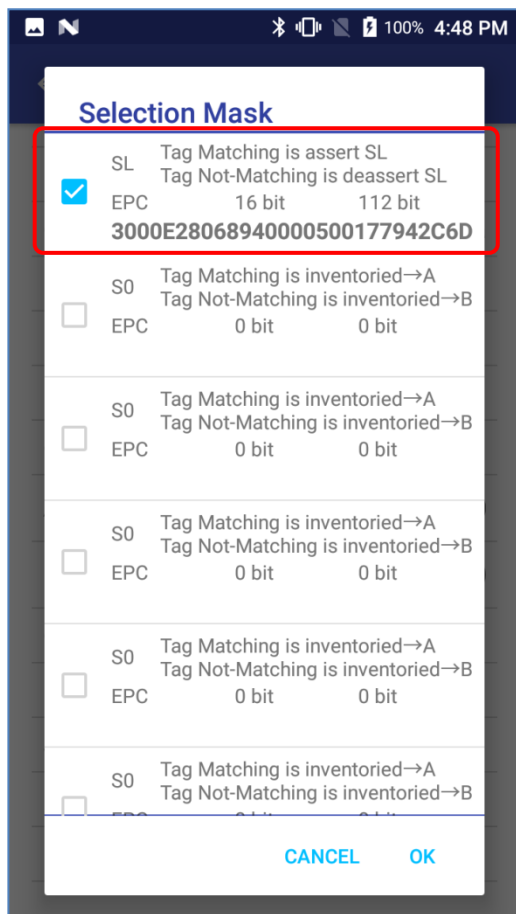 100% 4:48 PM
Selection Mask
SL Tag Matching is assert SL
Tag Not-Matching is deassert SL
EPC 16 bit 112 bit
3000E28068940000500177942C6D
S0 Tag Matching is inventoried→A
Tag Not-Matching is inventoried→B
EPC 0 bit 0 bit
S0 Tag Matching is inventoried→A
Tag Not-Matching is inventoried→B
EPC 0 bit 0 bit
S0 Tag Matching is inventoried→A
Tag Not-Matching is inventoried→B
EPC 0 bit 0 bit
S0 Tag Matching is inventoried→A
Tag Not-Matching is inventoried→B
EPC 0 bit 0 bit
S0 Tag Matching is inventoried→A
Tag Not-Matching is inventoried→B
CANCEL OK